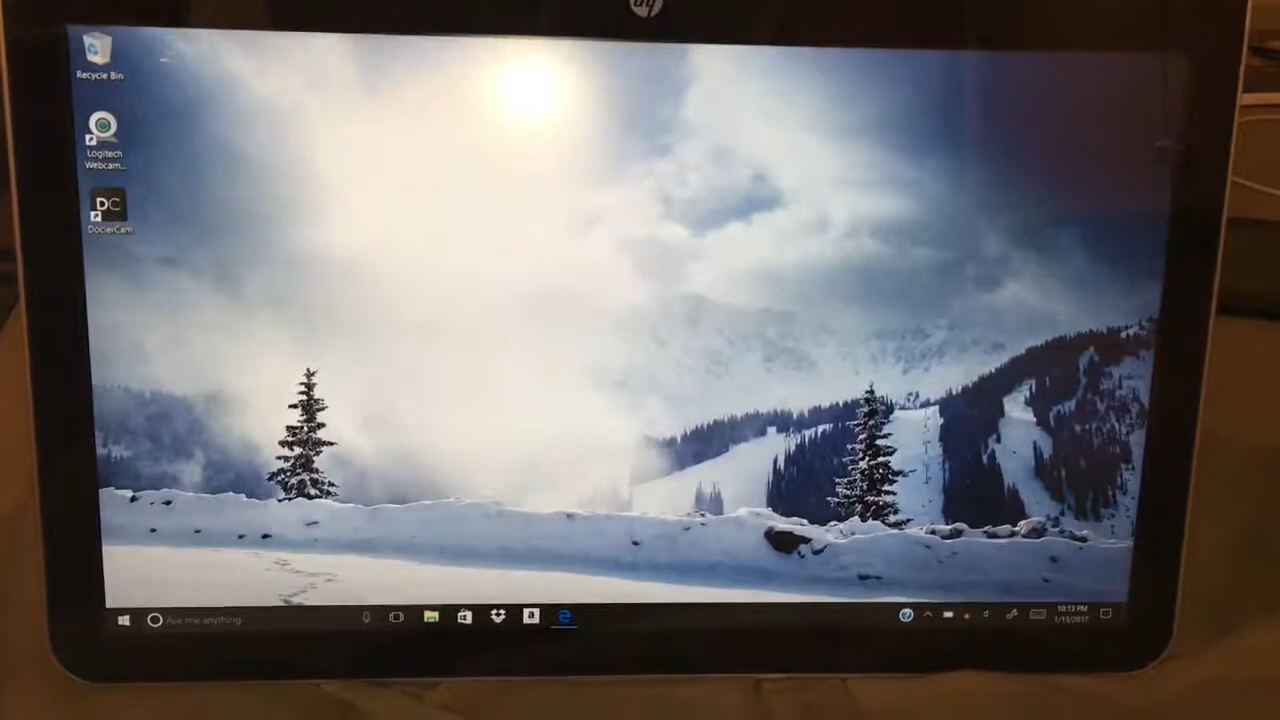 hp
Recycle Bin
Logitech
Webcam...
DC
DocierCam
Ask me anything
a
?
10:13 PM
1/13/2017